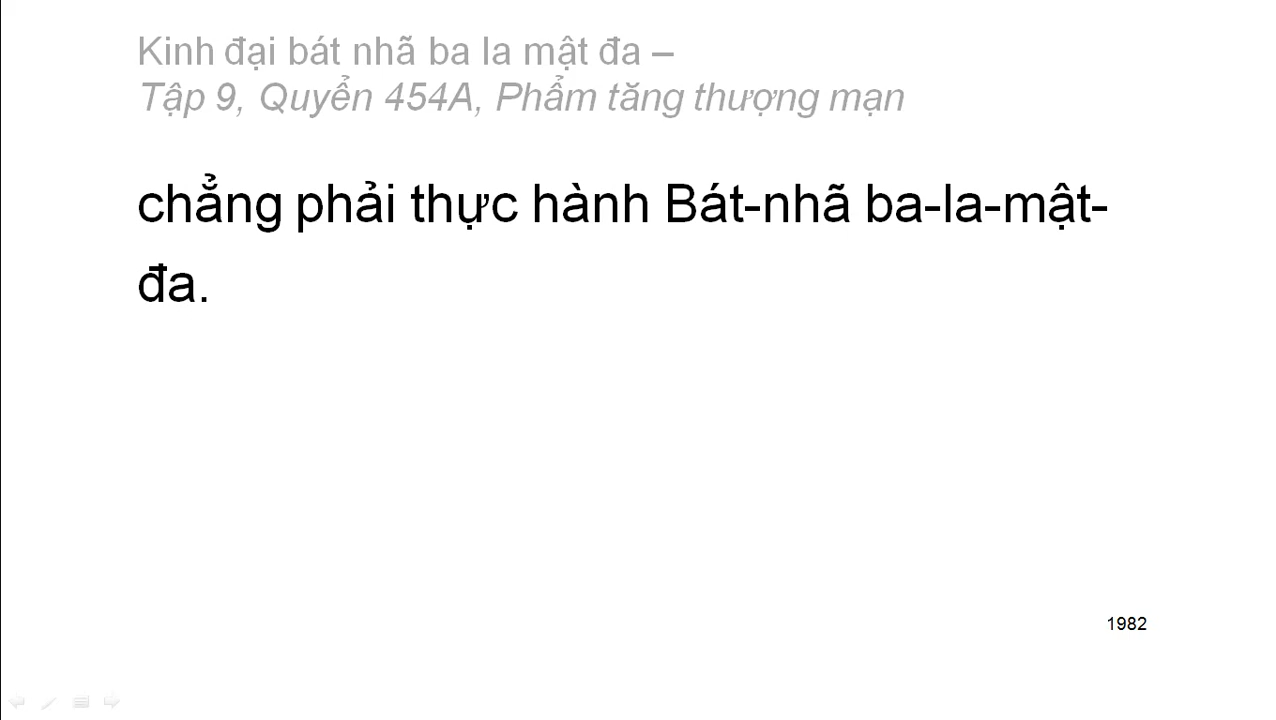 Kinh đại bát nhã ba la mật đa –
Tập 9, Quyển 454A, Phẩm tăng thượng mạn
chẳng phải thực hành Bát-nhã ba-la-mật-
đa.
1982